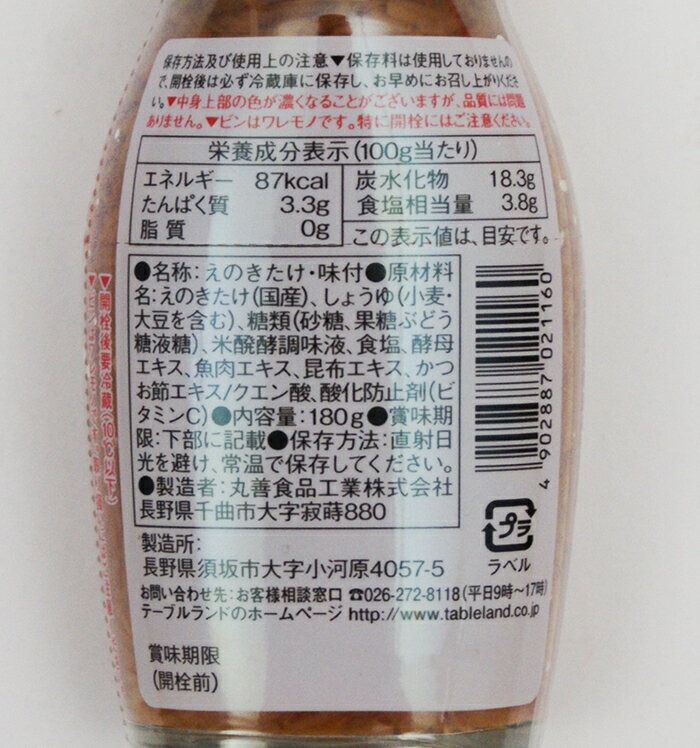 保存方法及び使用上の注意▼保存料は使用しておりませんの
で、開栓後は必ず冷蔵庫に保存し、お早めにお召し上がりくださ
い。▼中身上部の色が濃くなることがございますが、品質には問題
ありません。▼ビンはワレモノです。特に開栓にはご注意ください。
栄養成分表示(100g当たり)
エネルギー 87kcal
たんぱく質 3.3g
脂質 0g
炭水化物 18.3g
食塩相当量 3.8g
この表示値は、目安です。
●名称:えのきたけ・味付●原材料
名:えのきたけ(国産)、しょうゆ(小麦・
大豆を含む)、糖類(砂糖、果糖ぶどう
糖液糖)、米醗酵調味液、食塩、酵母
エキス、魚肉エキス、昆布エキス、かつ
お節エキス/クエン酸、酸化防止剤(ビ
タミンC)●内容量:180g●賞味期
限:下部に記載●保存方法:直射日
光を避け、常温で保存してください。
●製造者:丸善食品工業株式会社
長野県千曲市大字寂蒔880
4 902887 021160
プラ
ラベル
製造所:
長野県須坂市大字小河原4057-5
お問い合わせ先:お客様相談窓口 ☎026-272-8118(平日9時〜17時)
テーブルランドのホームページ http://www.tableland.co.jp
賞味期限
(開栓前)
▼開栓後要冷蔵(10℃以下)